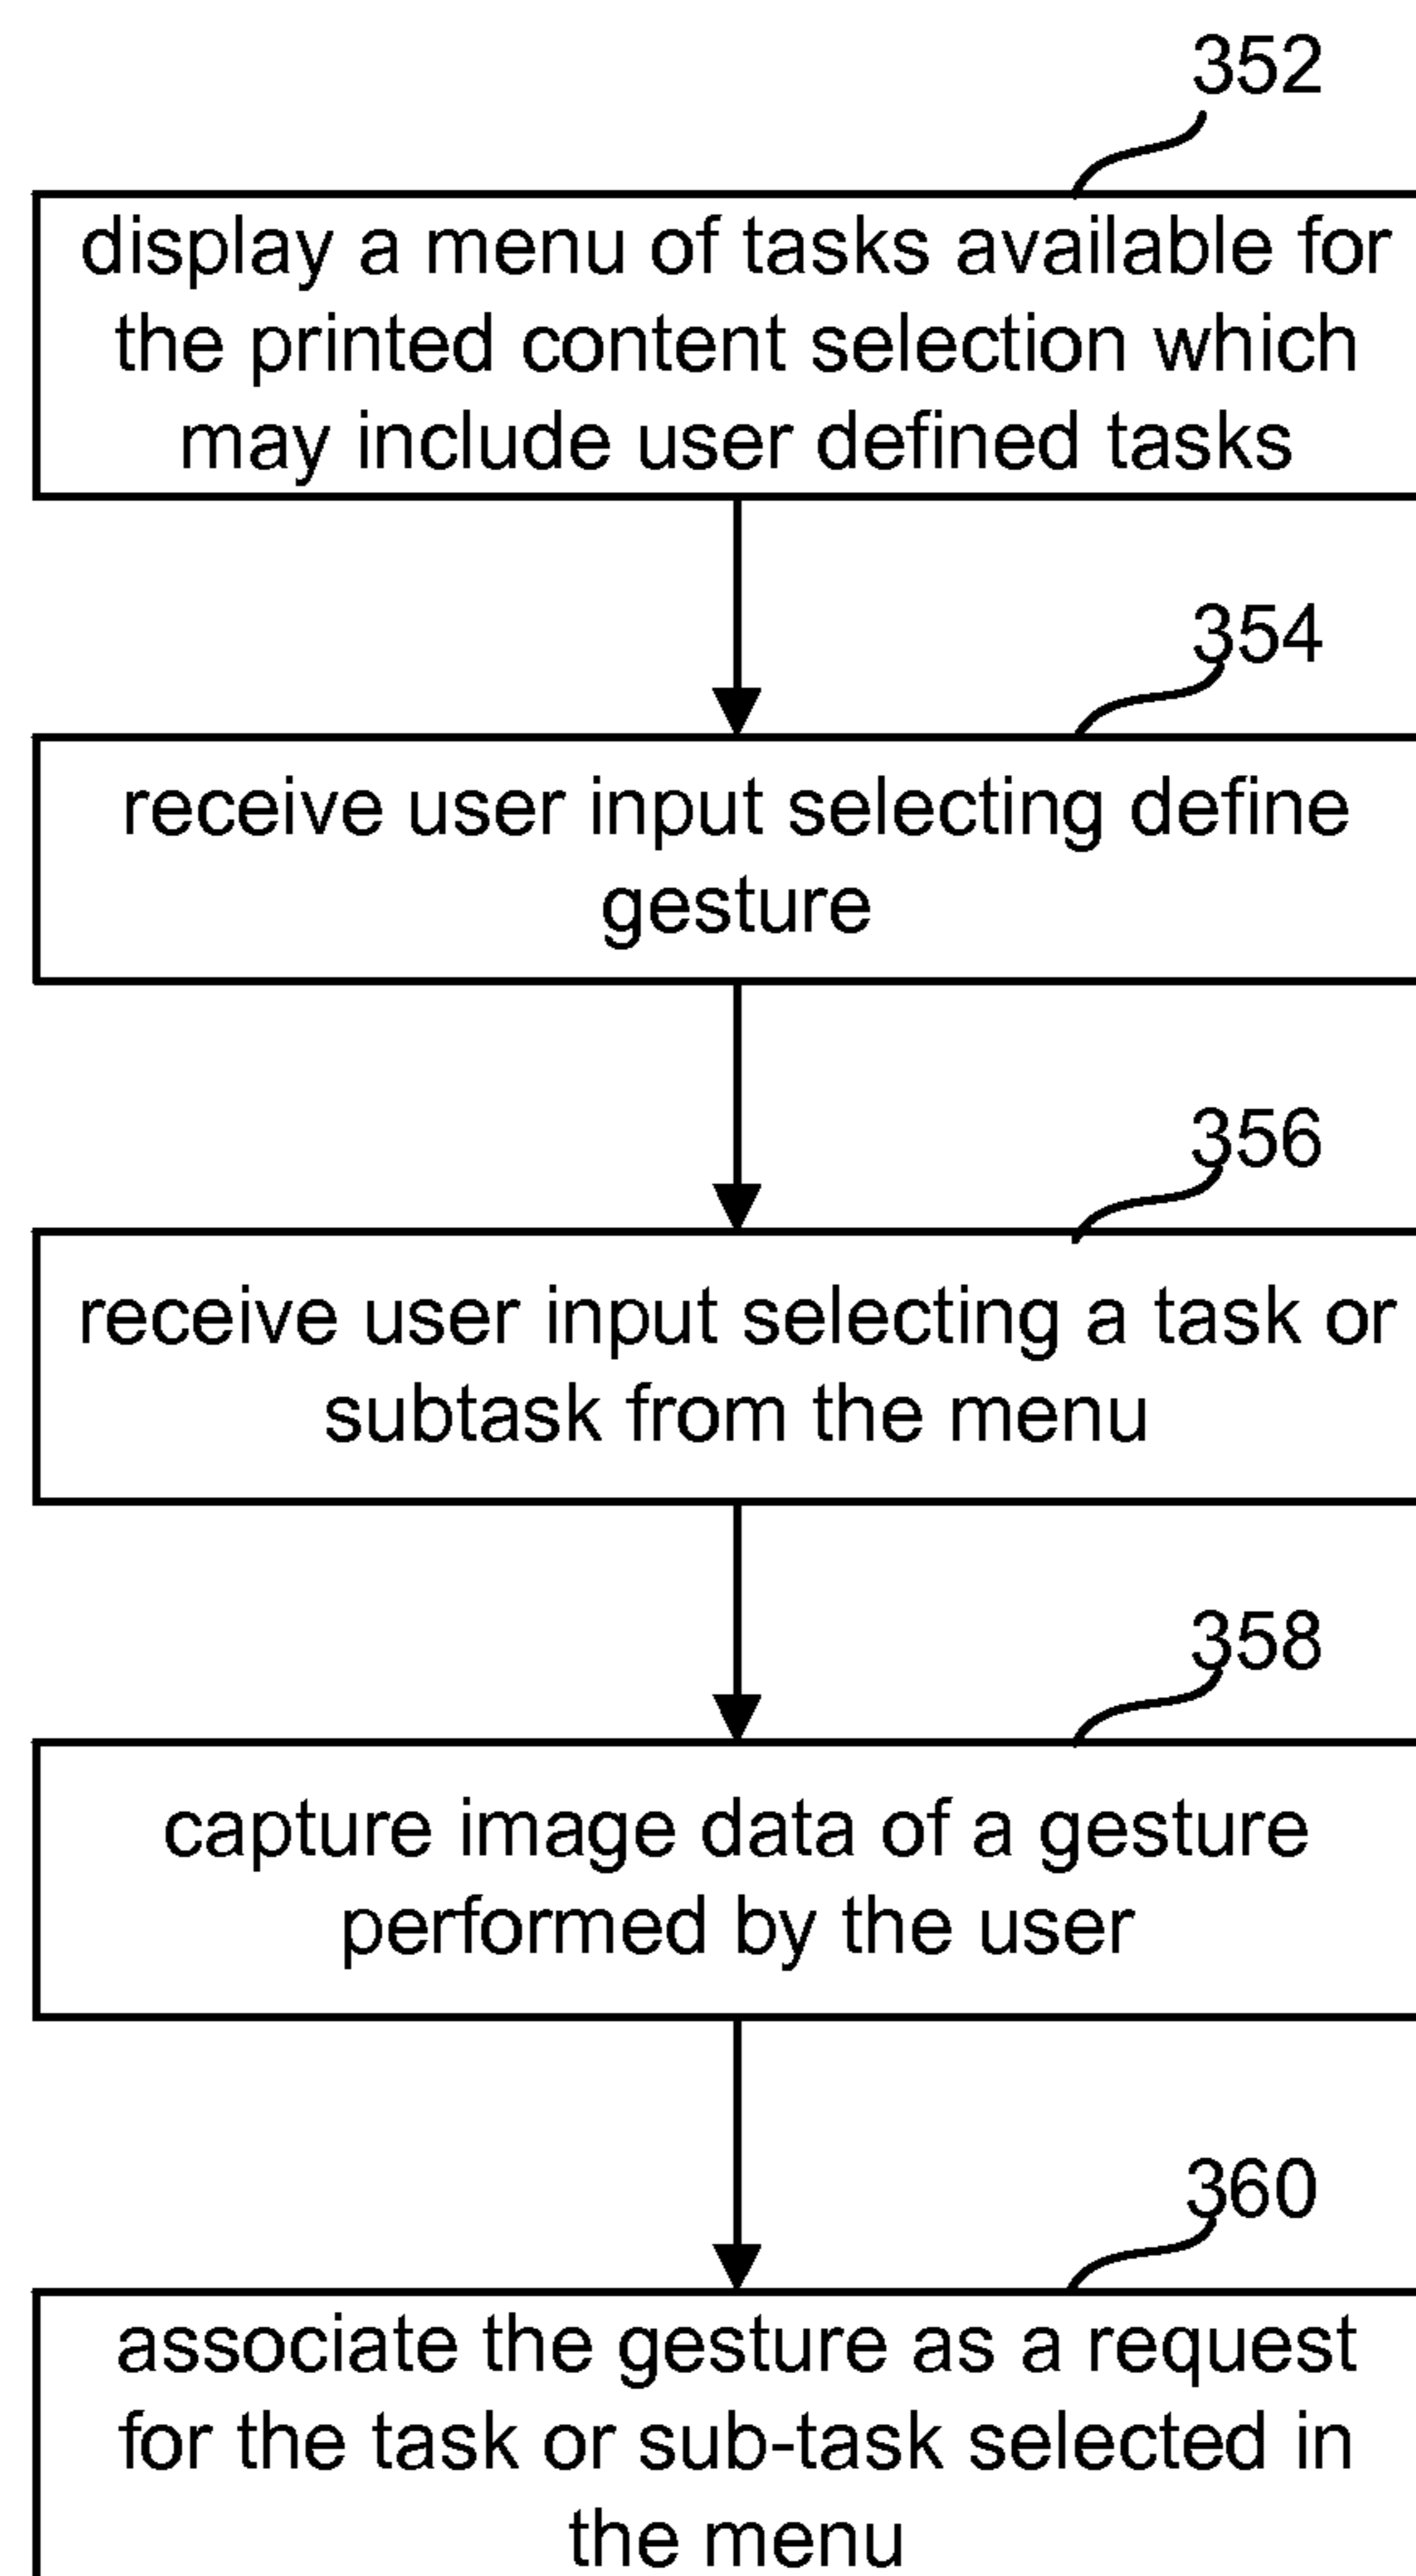 352
display a menu of tasks available for
the printed content selection which
may include user defined tasks
354
receive user input selecting define
gesture
356
receive user input selecting a task or
subtask from the menu
358
capture image data of a gesture
performed by the user
360
associate the gesture as a request
for the task or sub-task selected in
the menu